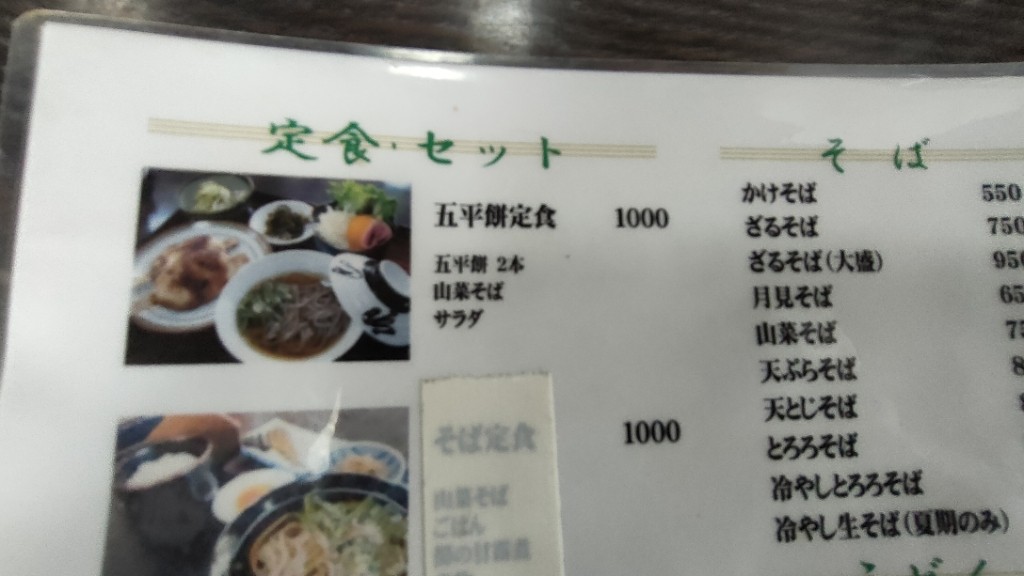 定食・セット
五平餅定食 1000
五平餅 2本
山菜そば
サラダ
そば定食 1000
山菜そば
ごはん
そば
かけそば 550
ざるそば 750
ざるそば(大盛)
月見そば
山菜そば
天ぷらそば
天とじそば
とろろそば
冷やしとろろそば
冷やし生そば(夏期のみ)